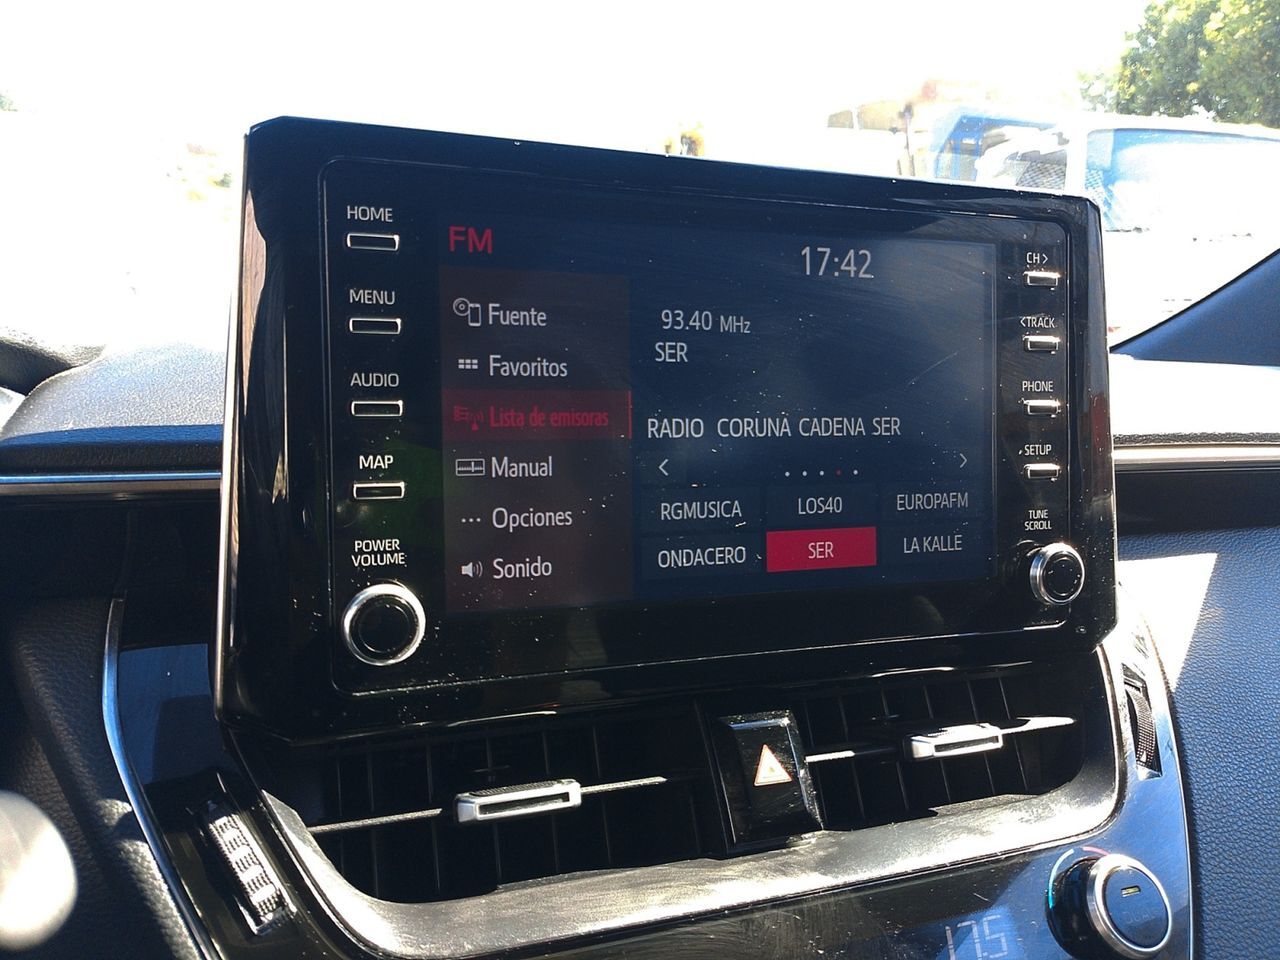 HOME
MENU
AUDIO
MAP
POWER
VOLUME
FM
17:42
Fuente
Favoritos
Lista de emisoras
Manual
Opciones
Sonido
93.40 MHz
SER
RADIO CORUNA CADENA SER
RGMUSICA LOS40 EUROPAFM
ONDACERO SER LA KALLE
CH >
< TRACK
PHONE
SETUP
TUNE
SCROLL
17.5